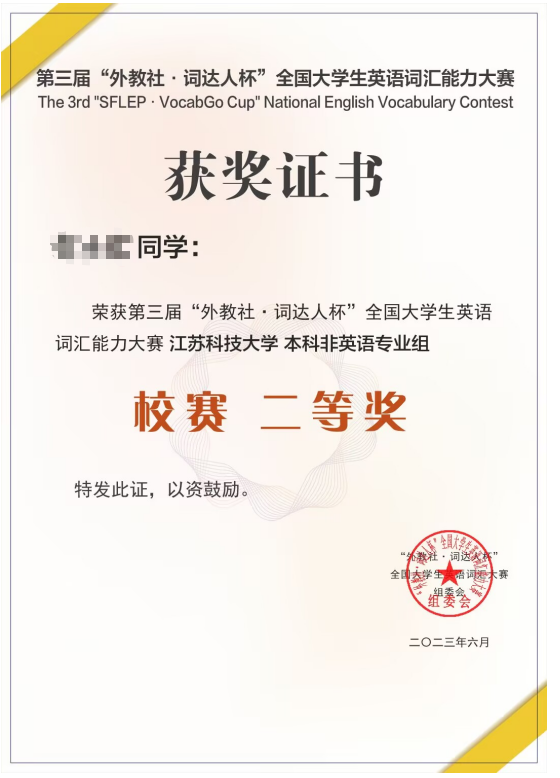 第三届“外教社·词达人杯”全国大学生英语词汇能力大赛
The 3rd "SFLEP · VocabGo Cup" National English Vocabulary Contest
获奖证书
同学：
荣获第三届“外教社·词达人杯”全国大学生英语
词汇能力大赛 江苏科技大学 本科非英语专业组
校赛 二等奖
特发此证，以资鼓励。
“外教社·词达人杯”
全国大学生英语词汇大赛
组委会
组委会
二〇二三年六月